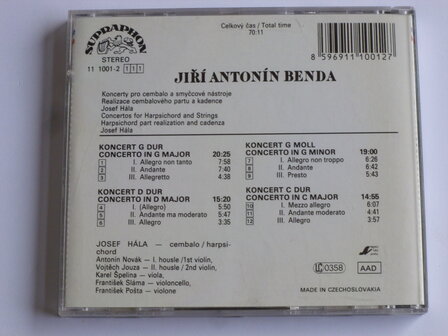 SUPRAPHON
STEREO
11 1001-2 111
Celkový čas / Total time
70:11
8 596911 100127
JIŘÍ ANTONÍN BENDA
Koncerty pro cembalo a smyčcové nástroje
Realizace cembalového partu a kadence
Josef Hála
Concertos for Harpsichord and Strings
Harpsichord part realization and cadenza
Josef Hála
KONCERT G DUR
CONCERTO IN G MAJOR 20:25
1 I. Allegro non tanto 7:58
2 II. Andante 7:40
3 III. Allegretto 4:38
KONCERT D DUR
CONCERTO IN D MAJOR 15:20
4 I. (Allegro) 5:50
5 II. Andante ma moderato 5:45
6 III. Allegro 3:35
KONCERT G MOLL
CONCERTO IN G MINOR 19:00
7 I. Allegro non troppo 6:26
8 II. Andante 6:42
9 III. Presto 5:43
KONCERT C DUR
CONCERTO IN C MAJOR 14:55
10 I. Mezzo allegro 6:07
11 II. Andante moderato 4:41
12 III. Allegro 3:57
JOSEF HÁLA — cembalo / harpsi-
chord
Antonín Novák - I. housle / 1st violin,
Vojtěch Jouza — II. housle / 2nd violin,
Karel Špelina - viola,
František Sláma — violoncello,
František Pošta - violone
LC 0358
AAD
MADE IN CZECHOSLOVAKIA